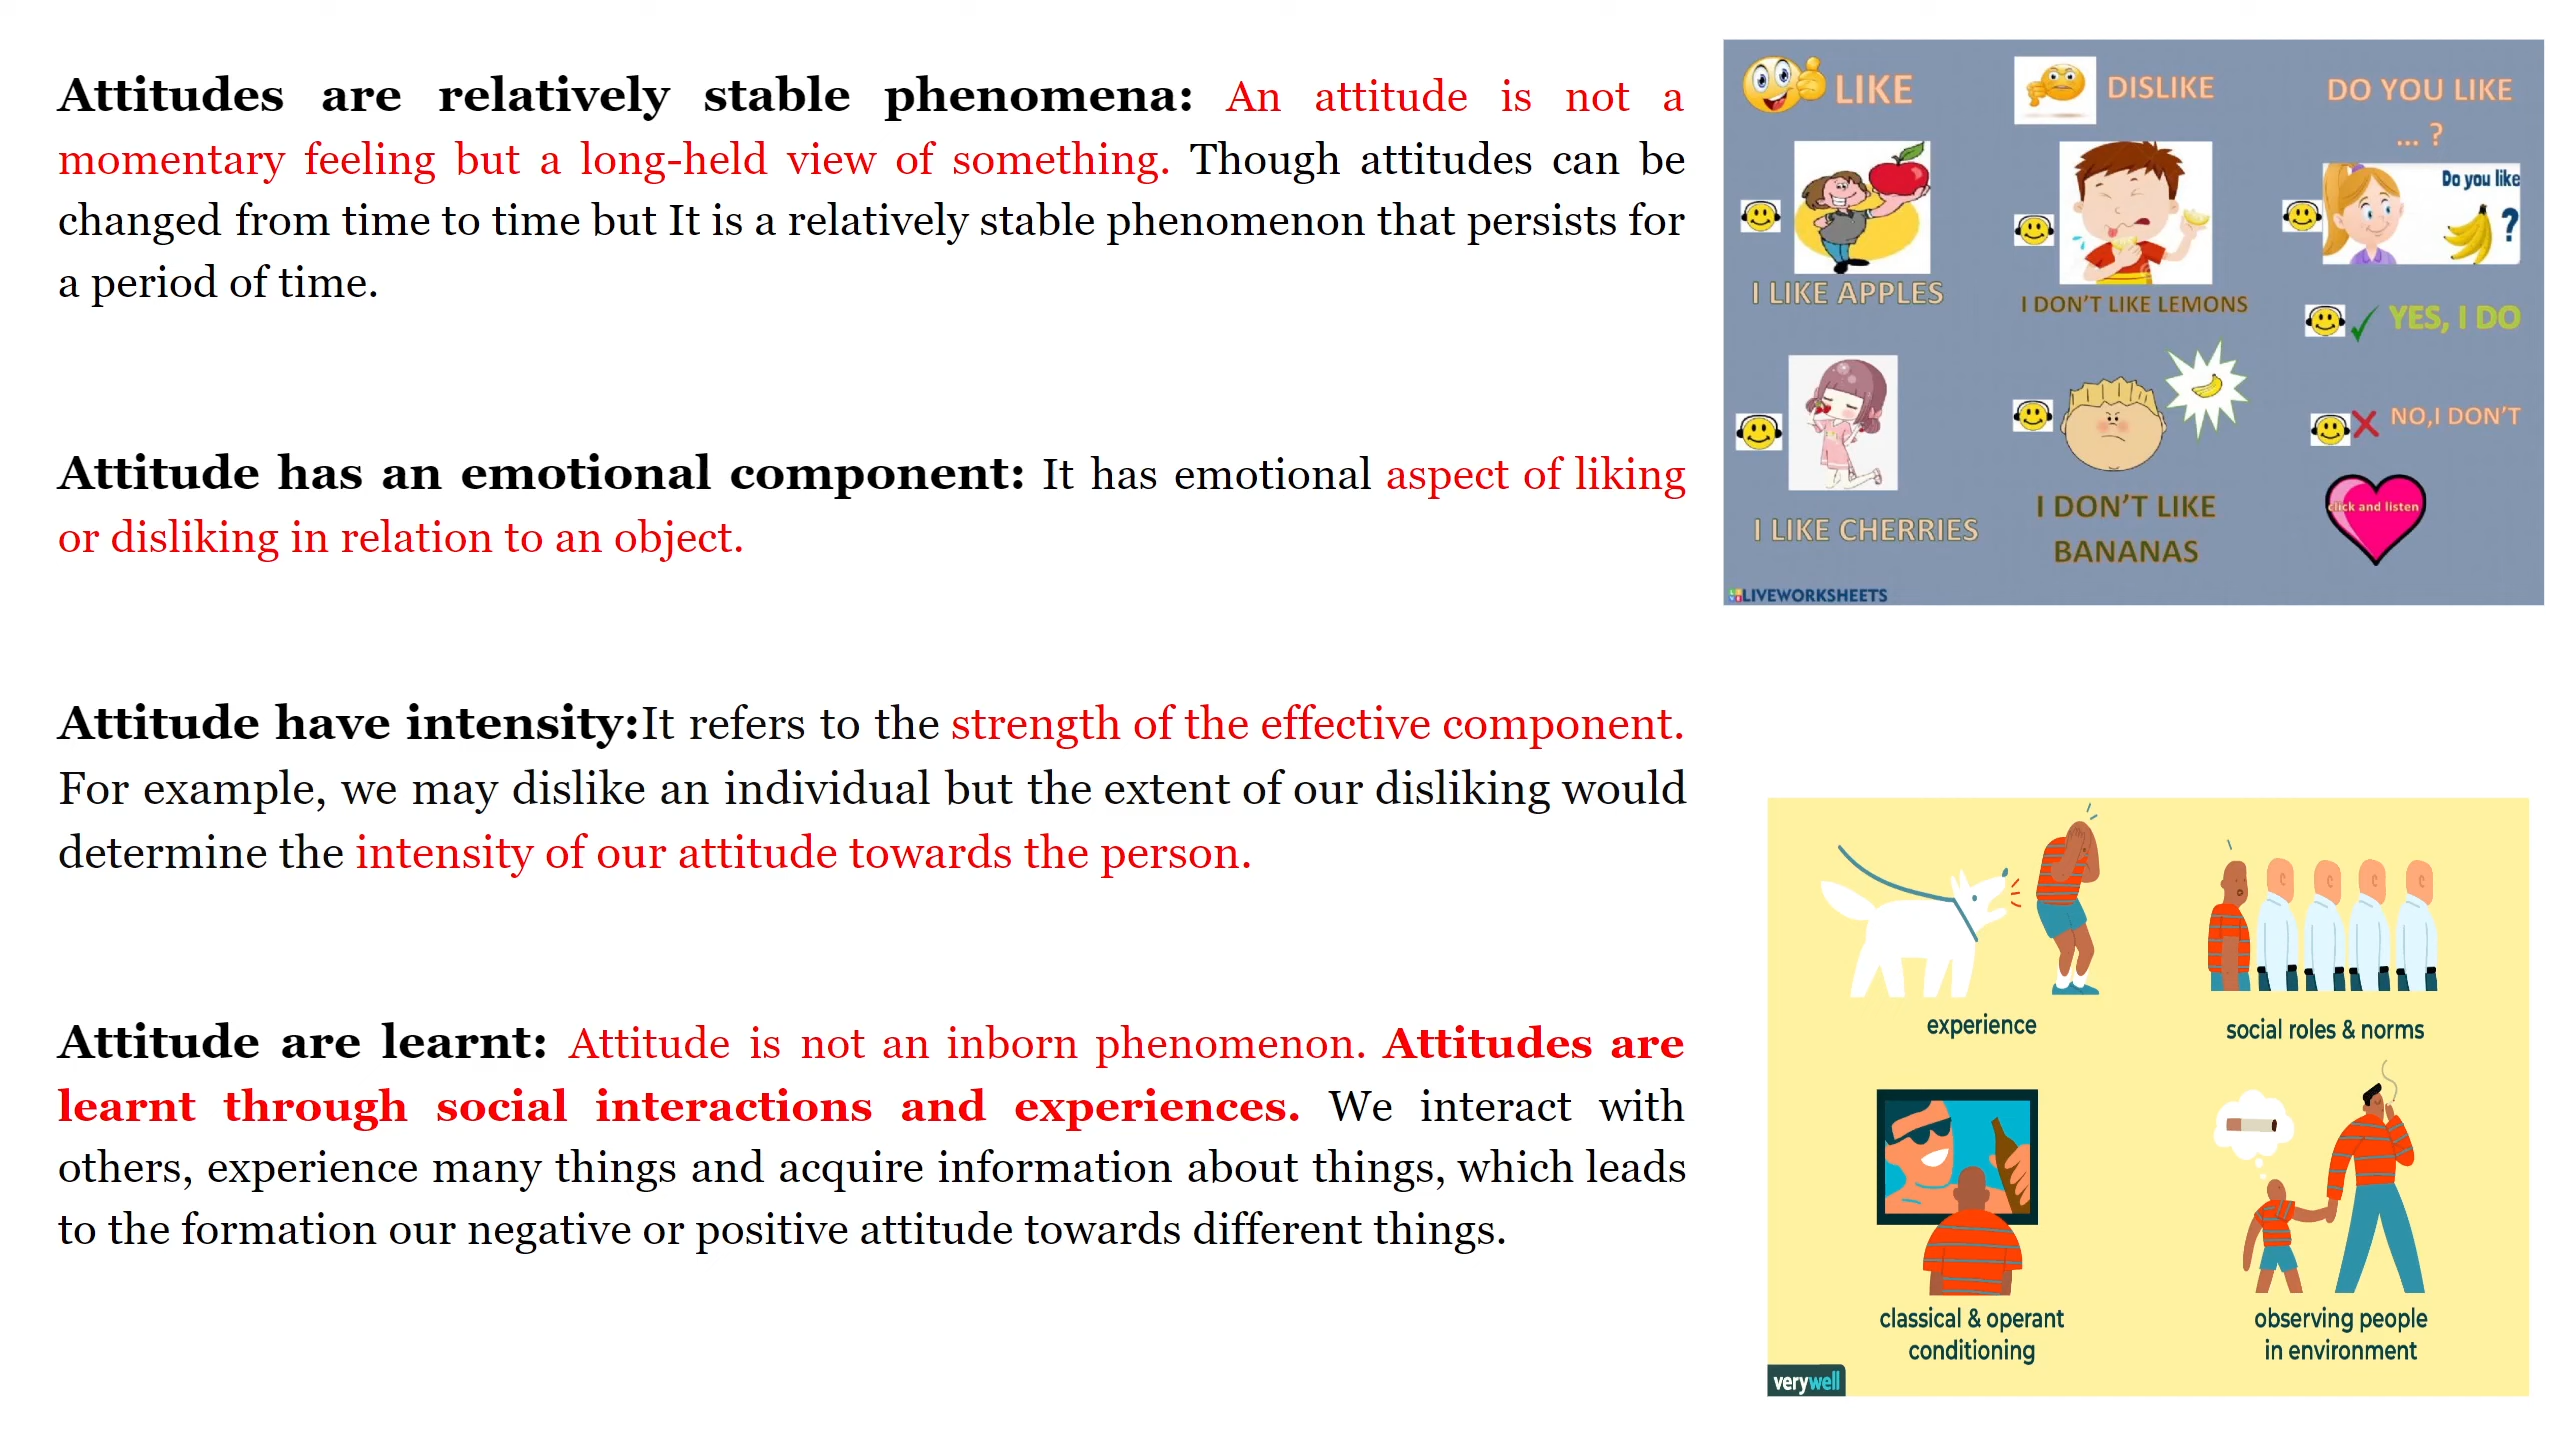 Attitudes are relatively stable phenomena: An attitude is not a
momentary feeling but a long-held view of something. Though attitudes can be
changed from time to time but It is a relatively stable phenomenon that persists for
a period of time.
Attitude has an emotional component: It has emotional aspect of liking
or disliking in relation to an object.
Attitude have intensity:It refers to the strength of the effective component.
For example, we may dislike an individual but the extent of our disliking would
determine the intensity of our attitude towards the person.
Attitude are learnt: Attitude is not an inborn phenomenon. Attitudes are
learnt through social interactions and experiences. We interact with
others, experience many things and acquire information about things, which leads
to the formation our negative or positive attitude towards different things.
LIKE
I LIKE APPLES
I LIKE CHERRIES
DISLIKE
I DON'T LIKE LEMONS
I DON'T LIKE
BANANAS
DO YOU LIKE
... ?
Do you like
?
YES, I DO
NO,I DON'T
click and listen
LIVEWORKSHEETS
experience
social roles & norms
classical & operant
conditioning
observing people
in environment
verywell